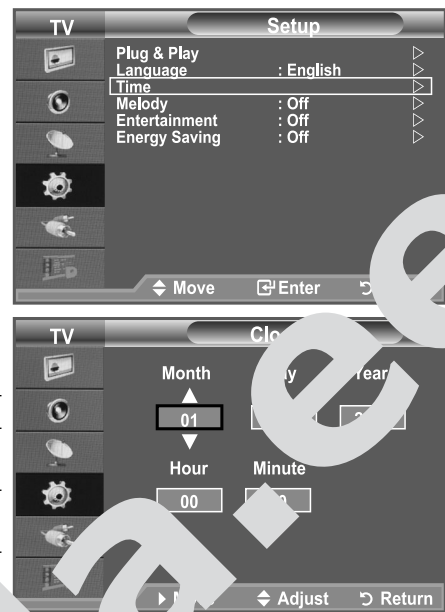 TV Setup
Plug & Play
Language : English
Time
Melody : Off
Entertainment : Off
Energy Saving : Off
Move Enter
TV
Month Year
01
Hour Minute
00
Adjust Return